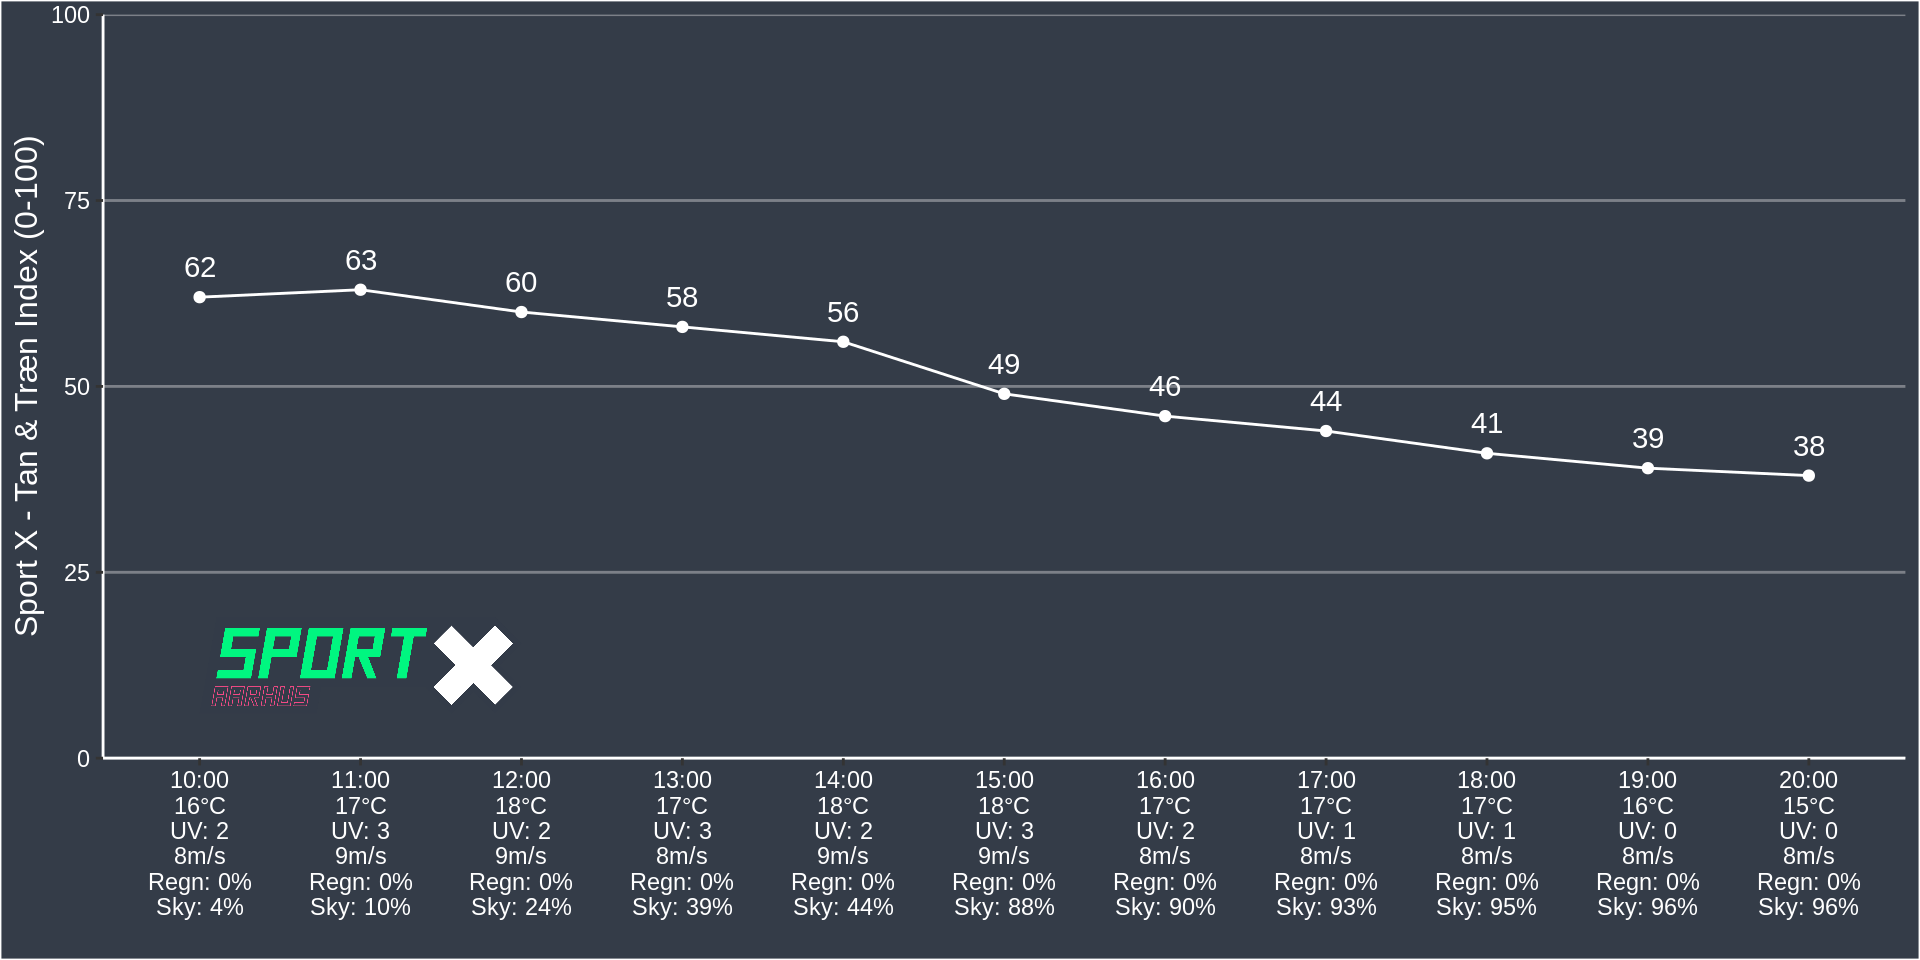 Sport X - Tan & Træn Index (0-100)
100
75
50
25
0
62
63
60
58
56
49
46
44
41
39
38
SPORT X
AARHUS
10:00 11:00 12:00 13:00 14:00 15:00 16:00 17:00 18:00 19:00 20:00
16°C 17°C 18°C 17°C 18°C 18°C 17°C 17°C 17°C 16°C 15°C
UV: 2 UV: 3 UV: 2 UV: 3 UV: 2 UV: 3 UV: 2 UV: 1 UV: 1 UV: 0 UV: 0
8m/s 9m/s 9m/s 8m/s 9m/s 9m/s 8m/s 8m/s 8m/s 8m/s 8m/s
Regn: 0% Regn: 0% Regn: 0% Regn: 0% Regn: 0% Regn: 0% Regn: 0% Regn: 0% Regn: 0% Regn: 0% Regn: 0%
Sky: 4% Sky: 10% Sky: 24% Sky: 39% Sky: 44% Sky: 88% Sky: 90% Sky: 93% Sky: 95% Sky: 96% Sky: 96%